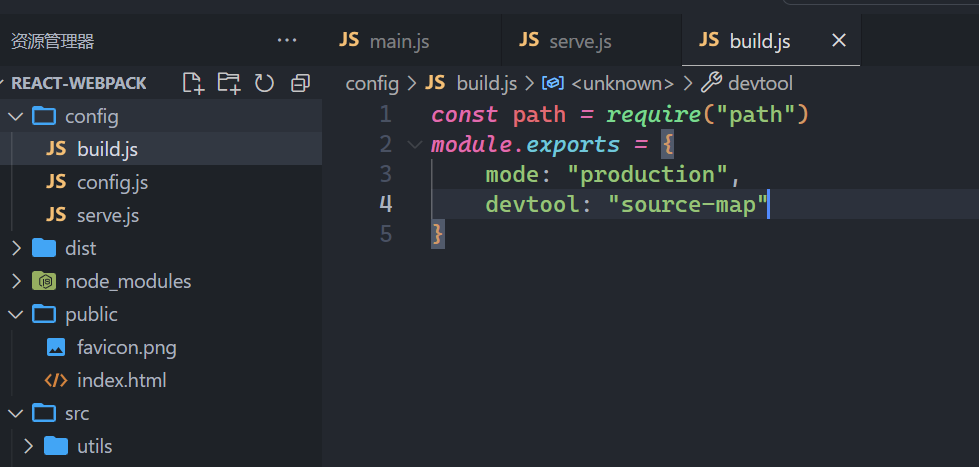 资源管理器 ···
JS main.js JS serve.js JS build.js
REACT-WEBPACK
config > JS build.js > <unknown> > devtool
config
JS build.js
JS config.js
JS serve.js
dist
node_modules
public
favicon.png
index.html
src
utils
1 const path = require("path")
2 module.exports = {
3 mode: "production",
4 devtool: "source-map"
5 }